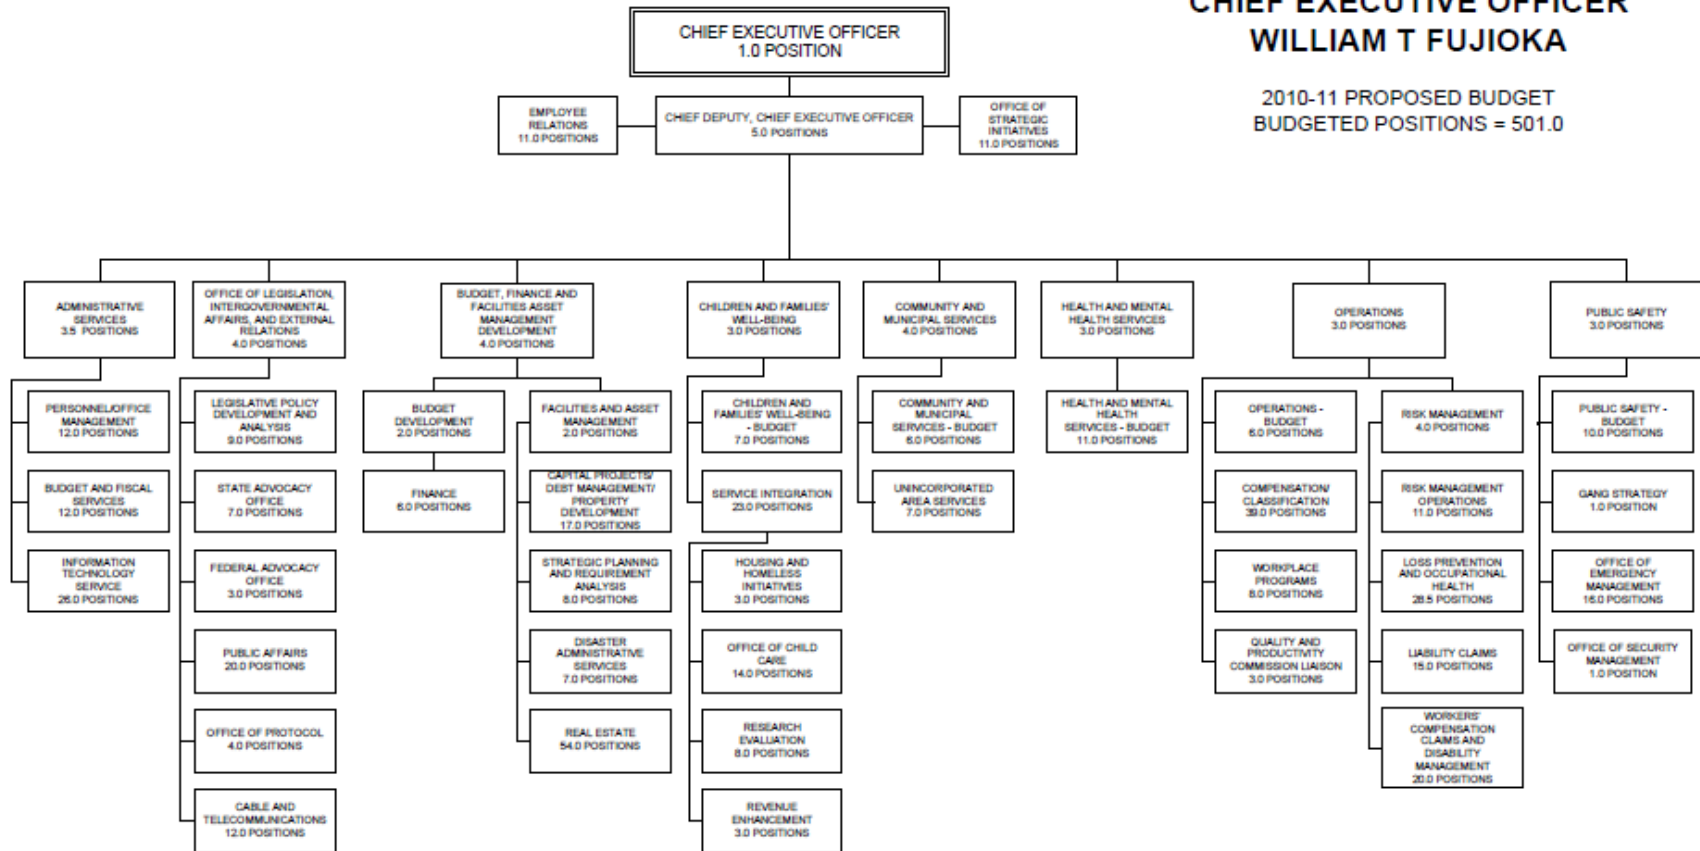 CHIEF EXECUTIVE OFFICER
WILLIAM T FUJIOKA
2010-11 PROPOSED BUDGET
BUDGETED POSITIONS = 501.0
CHIEF EXECUTIVE OFFICER
1.0 POSITION
EMPLOYEE
RELATIONS
11.0 POSITIONS
CHIEF DEPUTY, CHIEF EXECUTIVE OFFICER
5.0 POSITIONS
OFFICE OF
STRATEGIC
INITIATIVES
11.0 POSITIONS
ADMINISTRATIVE
SERVICES
3.5 POSITIONS
OFFICE OF LEGISLATION,
INTERGOVERNMENTAL
AFFAIRS, AND EXTERNAL
RELATIONS
4.0 POSITIONS
BUDGET, FINANCE AND
FACILITIES ASSET
MANAGEMENT
DEVELOPMENT
4.0 POSITIONS
CHILDREN AND FAMILIES'
WELL-BEING
3.0 POSITIONS
COMMUNITY AND
MUNICIPAL SERVICES
4.0 POSITIONS
HEALTH AND MENTAL
HEALTH SERVICES
3.0 POSITIONS
OPERATIONS
3.0 POSITIONS
PUBLIC SAFETY
3.0 POSITIONS
PERSONNEL/OFFICE
MANAGEMENT
12.0 POSITIONS
BUDGET AND FISCAL
SERVICES
12.0 POSITIONS
INFORMATION
TECHNOLOGY
SERVICE
26.0 POSITIONS
LEGISLATIVE POLICY
DEVELOPMENT AND
ANALYSIS
9.0 POSITIONS
STATE ADVOCACY
OFFICE
7.0 POSITIONS
FEDERAL ADVOCACY
OFFICE
3.0 POSITIONS
PUBLIC AFFAIRS
20.0 POSITIONS
OFFICE OF PROTOCOL
4.0 POSITIONS
CABLE AND
TELECOMMUNICATIONS
12.0 POSITIONS
BUDGET
DEVELOPMENT
2.0 POSITIONS
FINANCE
6.0 POSITIONS
FACILITIES AND ASSET
MANAGEMENT
2.0 POSITIONS
CAPITAL PROJECTS/
DEBT MANAGEMENT/
PROPERTY
DEVELOPMENT
17.0 POSITIONS
STRATEGIC PLANNING
AND REQUIREMENT
ANALYSIS
8.0 POSITIONS
DISASTER
ADMINISTRATIVE
SERVICES
7.0 POSITIONS
REAL ESTATE
54.0 POSITIONS
CHILDREN AND
FAMILIES' WELL-BEING
- BUDGET
7.0 POSITIONS
SERVICE INTEGRATION
23.0 POSITIONS
HOUSING AND
HOMELESS
INITIATIVES
3.0 POSITIONS
OFFICE OF CHILD
CARE
14.0 POSITIONS
RESEARCH
EVALUATION
8.0 POSITIONS
REVENUE
ENHANCEMENT
3.0 POSITIONS
COMMUNITY AND
MUNICIPAL
SERVICES - BUDGET
6.0 POSITIONS
UNINCORPORATED
AREA SERVICES
7.0 POSITIONS
HEALTH AND MENTAL
HEALTH
SERVICES - BUDGET
11.0 POSITIONS
OPERATIONS -
BUDGET
6.0 POSITIONS
COMPENSATION/
CLASSIFICATION
39.0 POSITIONS
WORKPLACE
PROGRAMS
8.0 POSITIONS
QUALITY AND
PRODUCTIVITY
COMMISSION LIAISON
3.0 POSITIONS
RISK MANAGEMENT
4.0 POSITIONS
RISK MANAGEMENT
OPERATIONS
11.0 POSITIONS
LOSS PREVENTION
AND OCCUPATIONAL
HEALTH
28.5 POSITIONS
LIABILITY CLAIMS
15.0 POSITIONS
WORKERS'
COMPENSATION
CLAIMS AND
DISABILITY
MANAGEMENT
20.0 POSITIONS
PUBLIC SAFETY -
BUDGET
10.0 POSITIONS
GANG STRATEGY
1.0 POSITION
OFFICE OF
EMERGENCY
MANAGEMENT
16.0 POSITIONS
OFFICE OF SECURITY
MANAGEMENT
1.0 POSITION